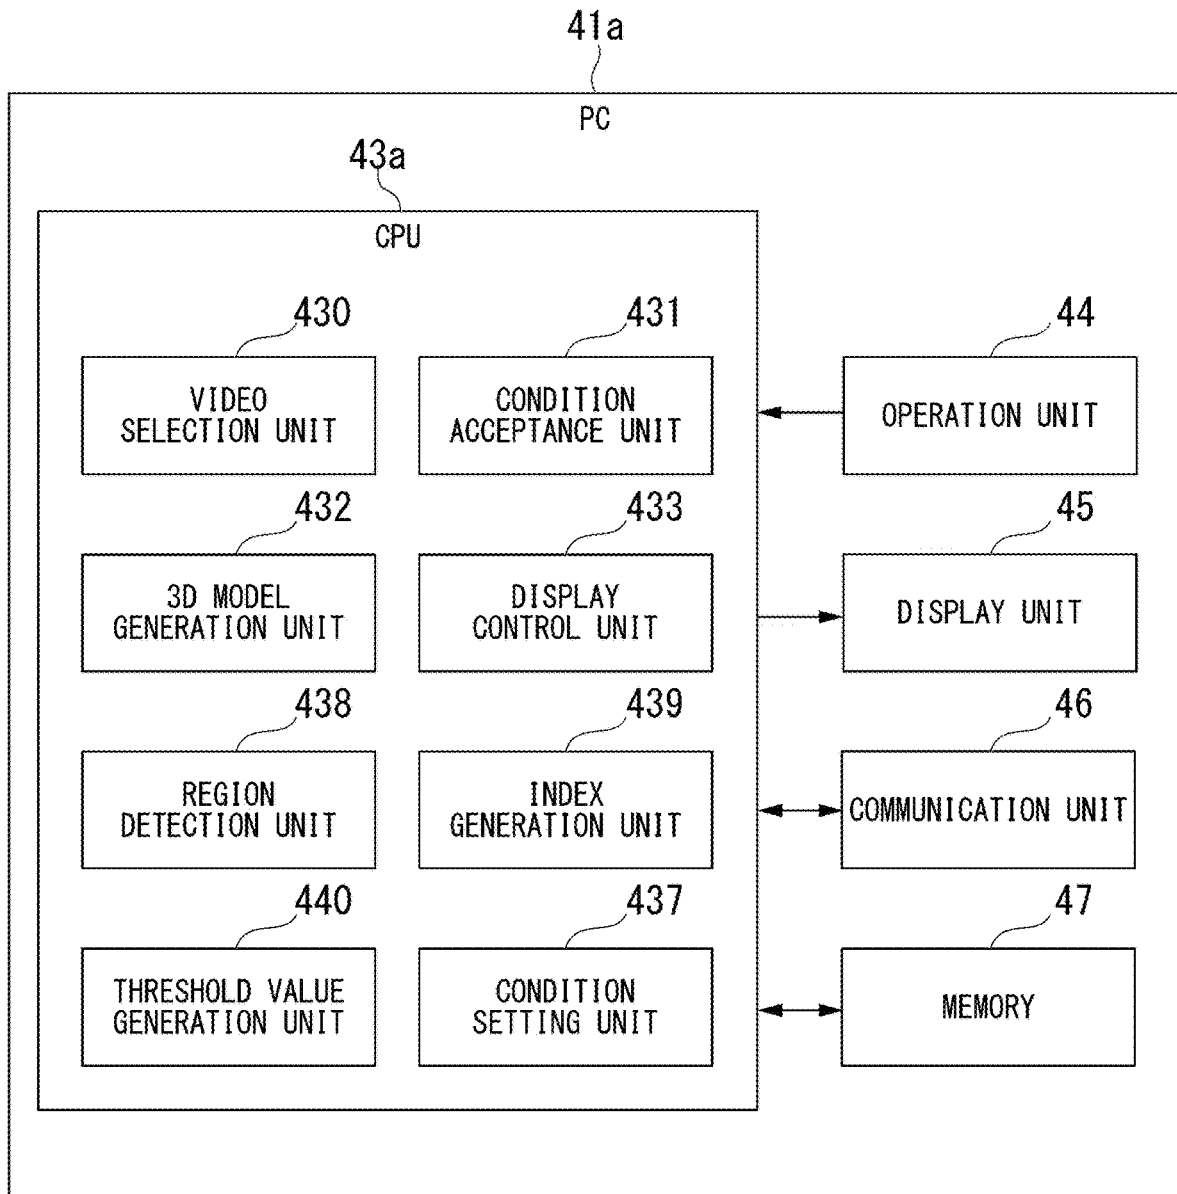 41a
PC
43a
CPU
430
VIDEO
SELECTION UNIT
431
CONDITION
ACCEPTANCE UNIT
44
OPERATION UNIT
432
3D MODEL
GENERATION UNIT
433
DISPLAY
CONTROL UNIT
45
DISPLAY UNIT
438
REGION
DETECTION UNIT
439
INDEX
GENERATION UNIT
46
COMMUNICATION UNIT
440
THRESHOLD VALUE
GENERATION UNIT
437
CONDITION
SETTING UNIT
47
MEMORY